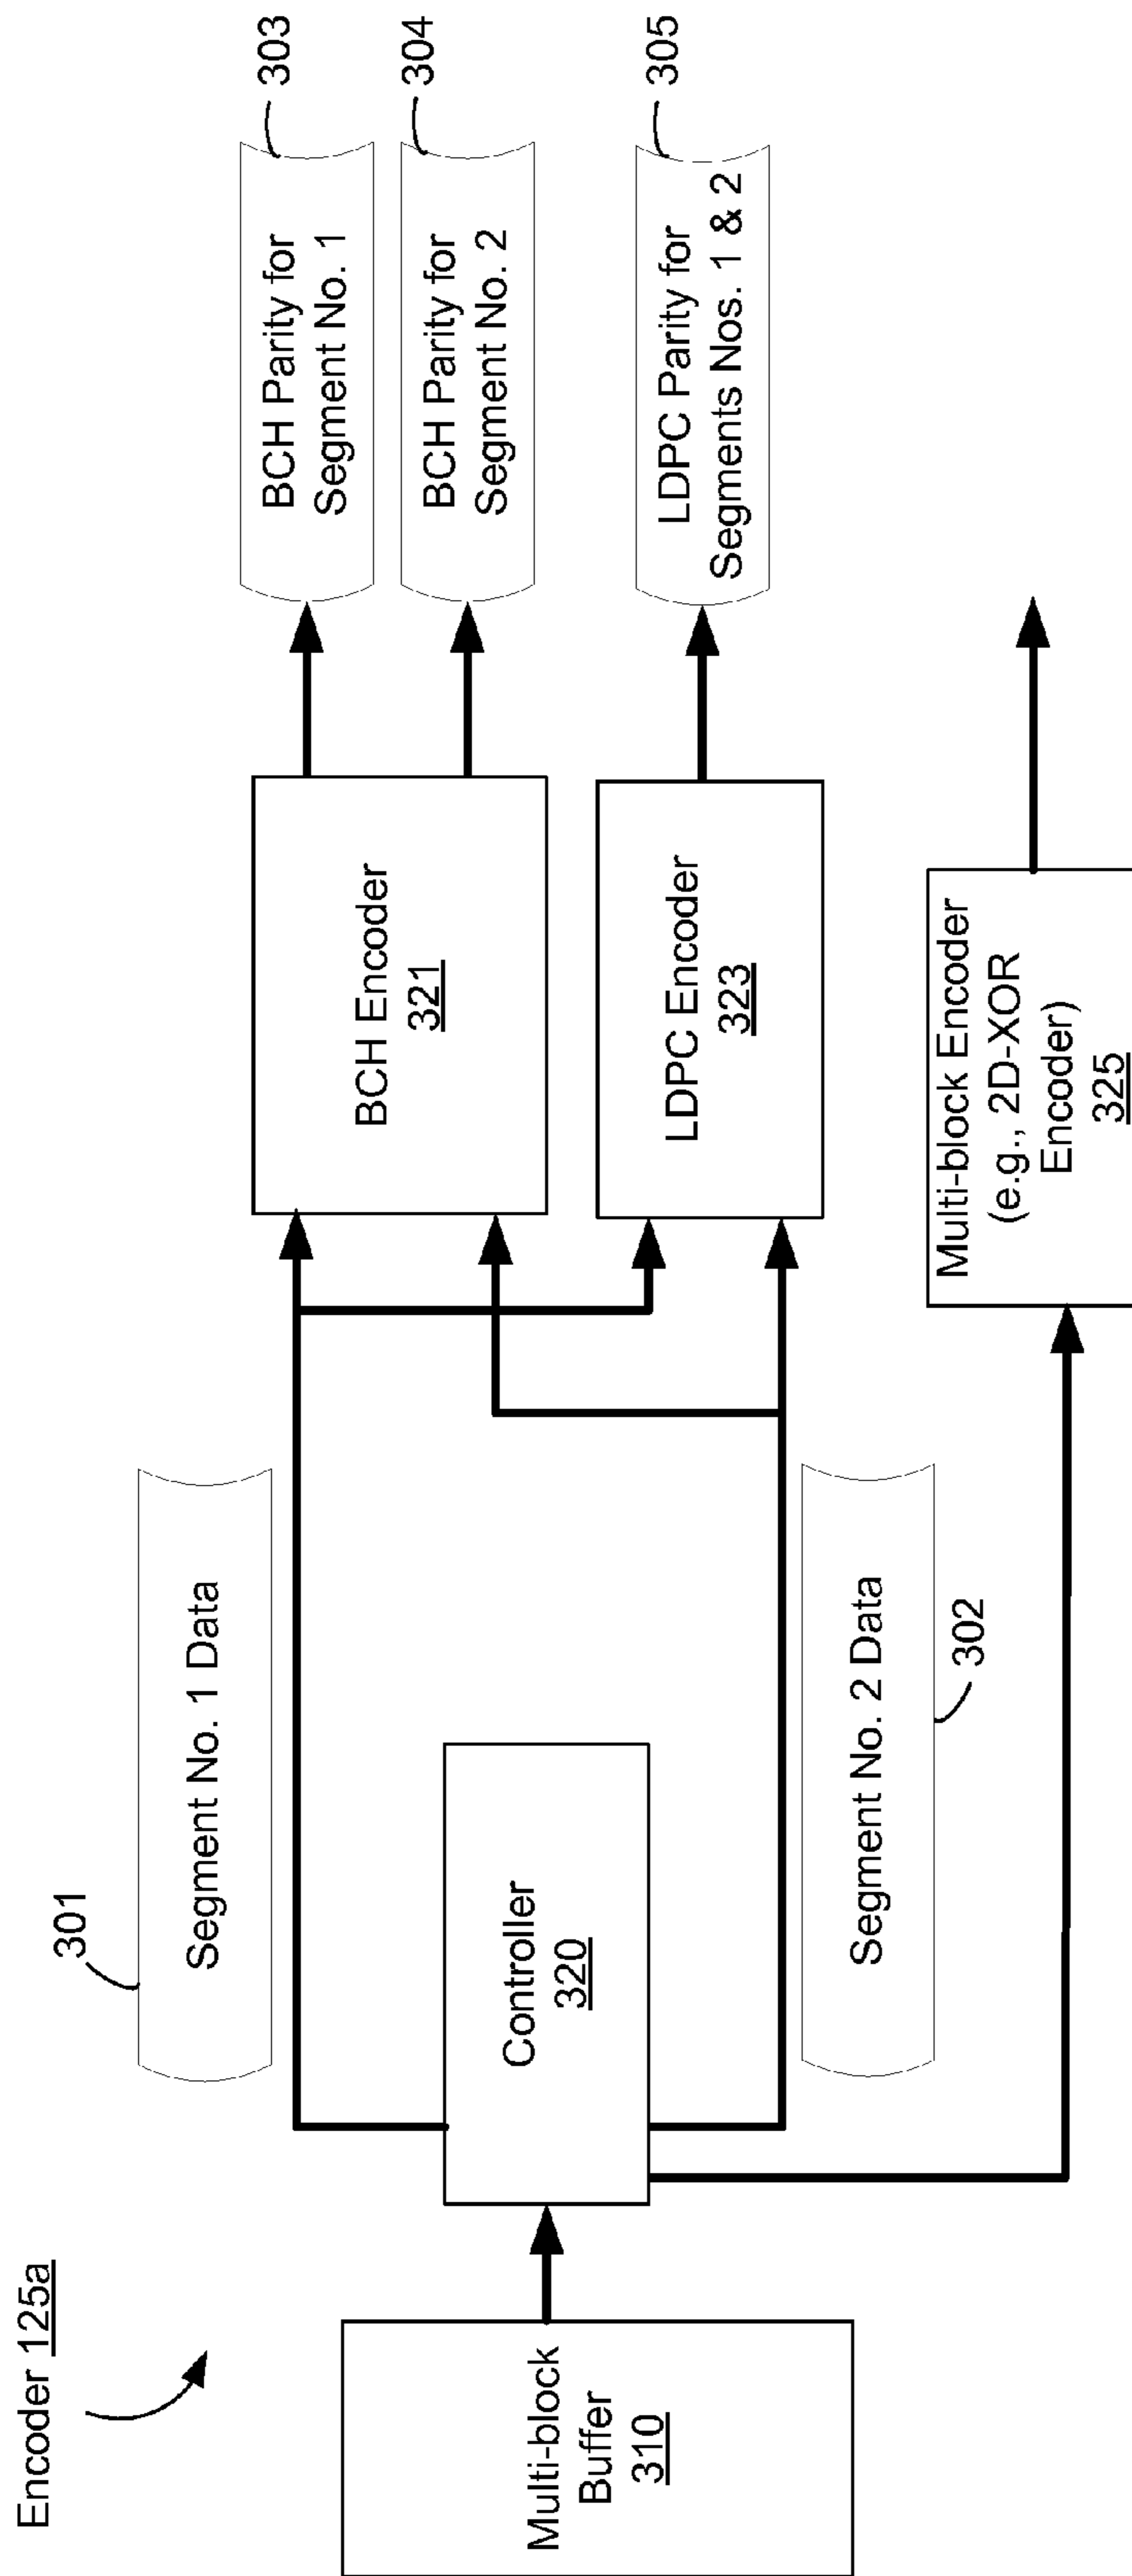 Encoder 125a
Multi-block
Buffer
310
Controller
320
301
Segment No. 1 Data
Segment No. 2 Data
302
BCH Encoder
321
LDPC Encoder
323
Multi-block Encoder
(e.g., 2D-XOR
Encoder)
325
BCH Parity for
Segment No. 1
303
BCH Parity for
Segment No. 2
304
LDPC Parity for
Segments Nos. 1 & 2
305